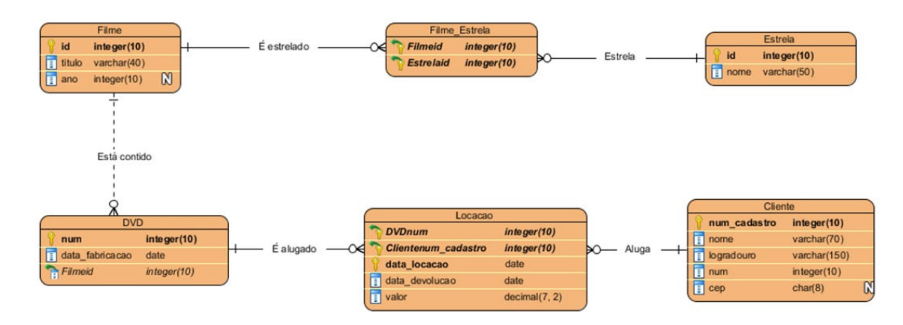 Filme
id integer(10)
titulo varchar(40)
ano integer(10) N
É estrelado
Filme_Estrela
Filmeid integer(10)
Estrelaid integer(10)
Estrela
Estrela
id integer(10)
nome varchar(50)
Está contido
DVD
num integer(10)
data_fabricacao date
Filmeid integer(10)
É alugado
Locacao
DVDnum integer(10)
Clientenum_cadastro integer(10)
data_locacao date
data_devolucao date
valor decimal(7, 2)
Aluga
Cliente
num_cadastro integer(10)
nome varchar(70)
logradouro varchar(150)
num integer(10)
cep char(8) N